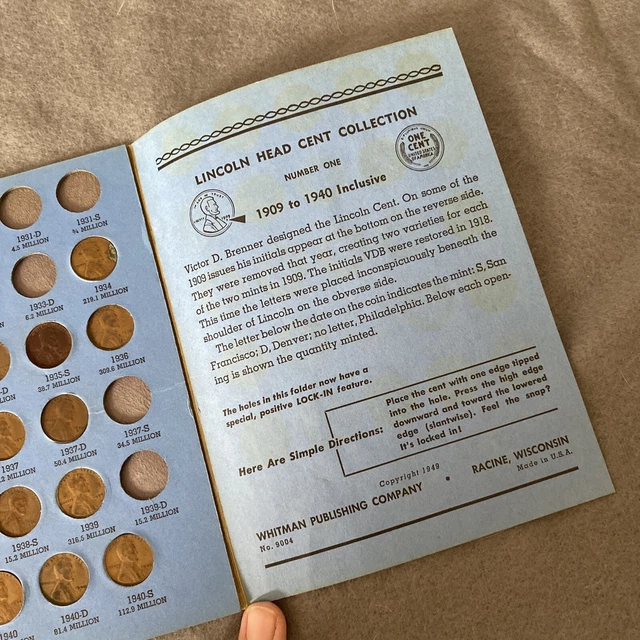 1931-D
4.5 MILLION
1931-S
¾ MILLION
1933-D
6.2 MILLION
1934
219.1 MILLION
1935-S
38.7 MILLION
1936
309.6 MILLION
1937
1937-D
50.4 MILLION
1937-S
34.5 MILLION
1938-S
15.2 MILLION
1939
316.5 MILLION
1939-D
15.2 MILLION
1940
1940-D
81.4 MILLION
1940-S
112.9 MILLION
LINCOLN HEAD CENT COLLECTION
NUMBER ONE
1909 to 1940 Inclusive
ONE
CENT
UNITED STATES
OF AMERICA
Victor D. Brenner designed the Lincoln Cent. On some of the
1909 issues his initials appear at the bottom on the reverse side.
They were removed that year, creating two varieties for each
of the two mints in 1909. The initials VDB were restored in 1918.
This time the letters were placed inconspicuously beneath the
shoulder of Lincoln on the obverse side.
The letter below the date on the coin indicates the mint: S, San
Francisco; D, Denver; no letter, Philadelphia. Below each open-
ing is shown the quantity minted.
The holes in this folder now have a
special, positive LOCK-IN feature.
Here Are Simple Directions:
Place the cent with one edge tipped
into the hole. Press the high edge
downward and toward the lowered
edge (slantwise). Feel the snap?
It's locked in!
Copyright 1949
WHITMAN PUBLISHING COMPANY • RACINE, WISCONSIN
No. 9004
Made in U.S.A.